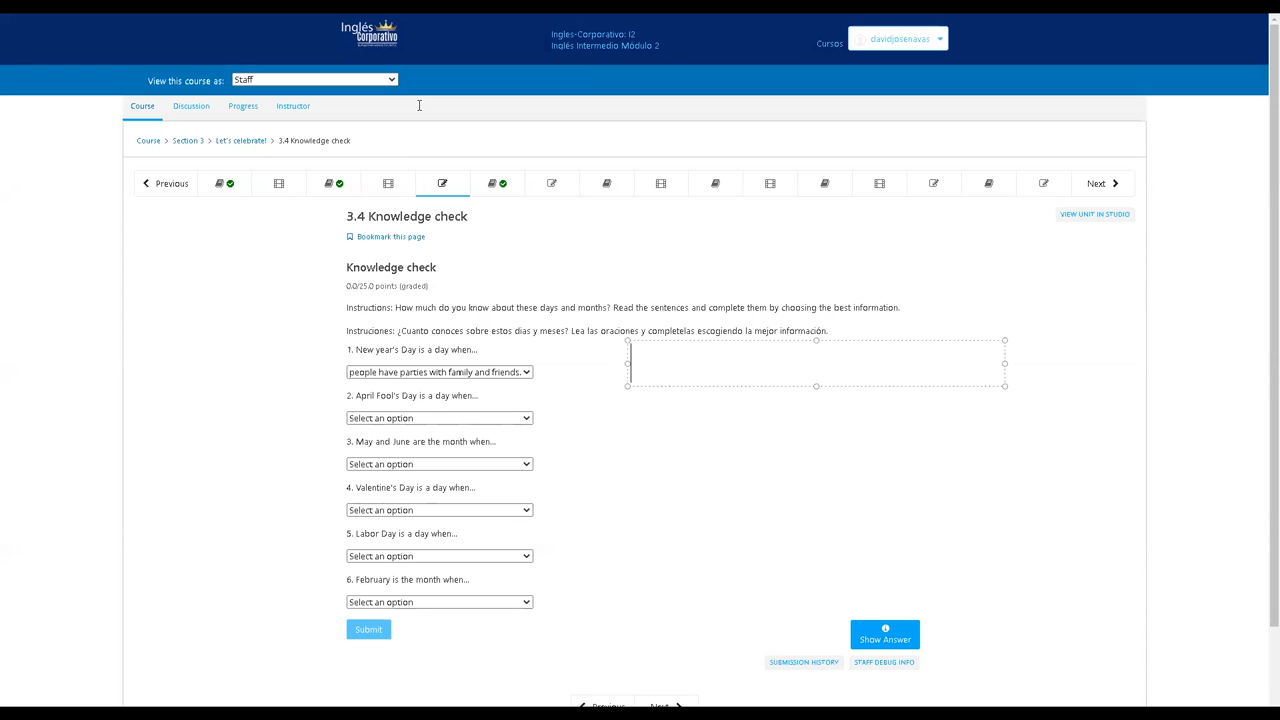 Inglés
Corporativo
Ingles-Corporativo: I2
Inglés Intermedio Módulo 2
Cursos
davidjosenavas
View this course as:
Staff
Course
Discussion
Progress
Instructor
Course > Section 3 > Let's celebrate! > 3.4 Knowledge check
Previous
Next
3.4 Knowledge check
VIEW UNIT IN STUDIO
Bookmark this page
Knowledge check
0.0/25.0 points (graded)
Instructions: How much do you know about these days and months? Read the sentences and complete them by choosing the best information.
Instruciones: ¿Cuanto conoces sobre estos dias y meses? Lea las oraciones y completelas escogiendo la mejor información.
1. New year's Day is a day when...
people have parties with family and friends.
2. April Fool's Day is a day when...
Select an option
3. May and June are the month when...
Select an option
4. Valentine's Day is a day when...
Select an option
5. Labor Day is a day when...
Select an option
6. February is the month when...
Select an option
Submit
Show Answer
SUBMISSION HISTORY
STAFF DEBUG INFO
Previous
Next